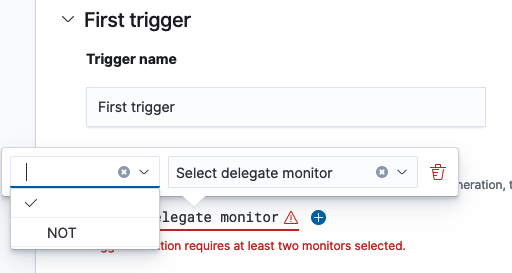 First trigger
Trigger name
First trigger
Select delegate monitor
neration, t
elegate monitor
NOT
tion requires at least two monitors selected.